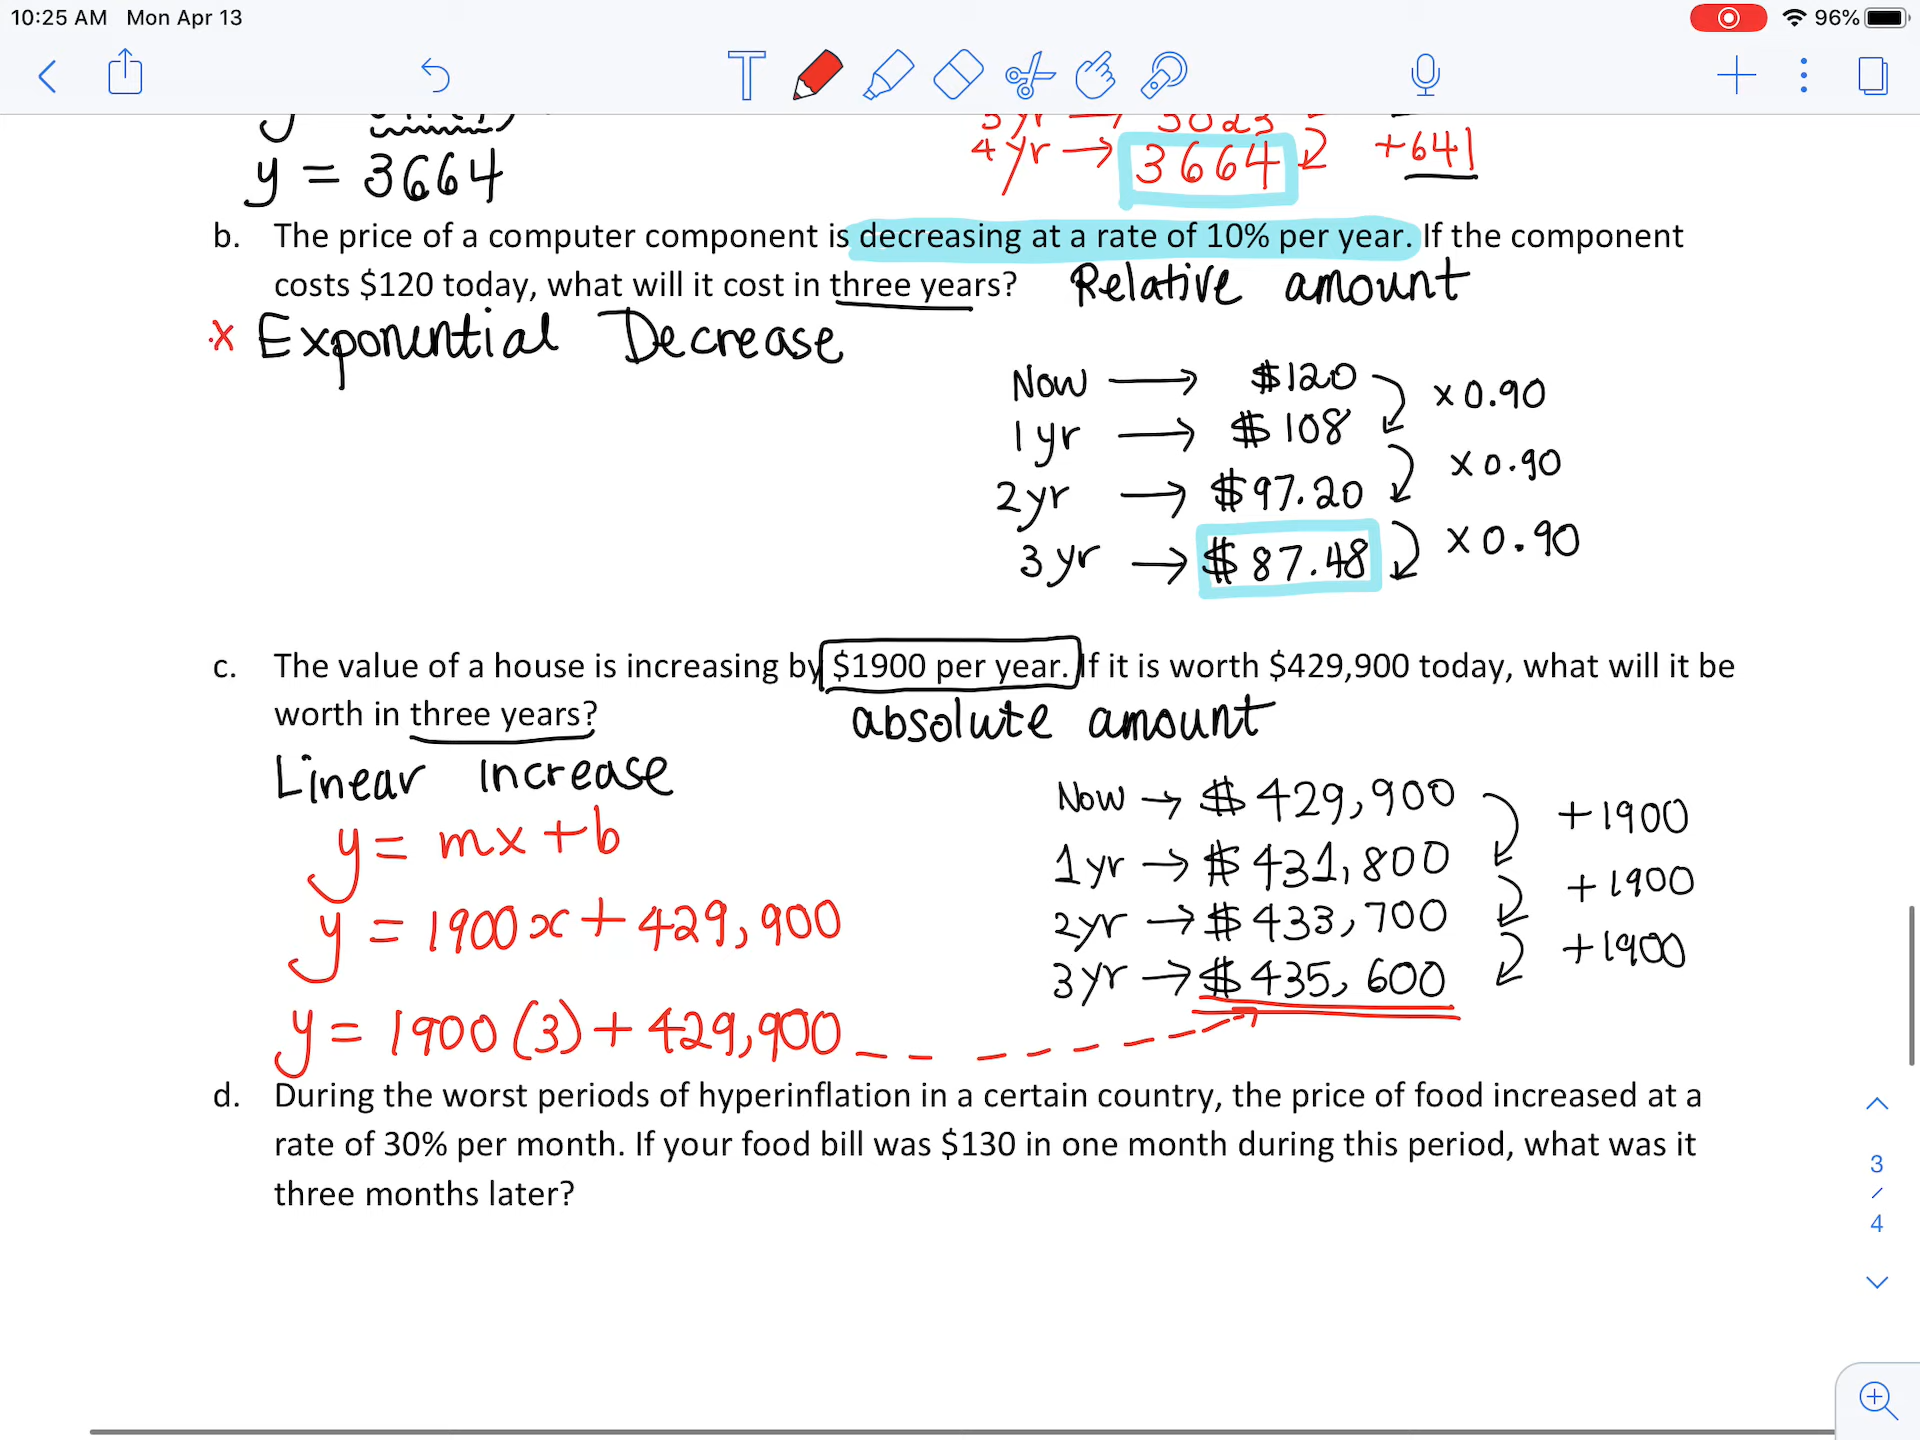 10:25 AM Mon Apr 13
96%
T
y = 3664
4 yr → 3664 +641
b. The price of a computer component is decreasing at a rate of 10% per year. If the component
costs $120 today, what will it cost in three years? Relative amount
x Exponential Decrease
Now → $120 x 0.90
1 yr → $108
x 0.90
2yr → $97.20
x 0.90
3 yr → $87.48
c. The value of a house is increasing by $1900 per year. If it is worth $429,900 today, what will it be
worth in three years? absolute amount
Linear increase
Now → $429,900 +1900
y = mx + b
1yr → $431,800
+1900
2yr → $433,700
y = 1900x + 429,900
+1900
3yr → $435,600
y = 1900(3) + 429,900
d. During the worst periods of hyperinflation in a certain country, the price of food increased at a
rate of 30% per month. If your food bill was $130 in one month during this period, what was it
three months later?
3
/
4